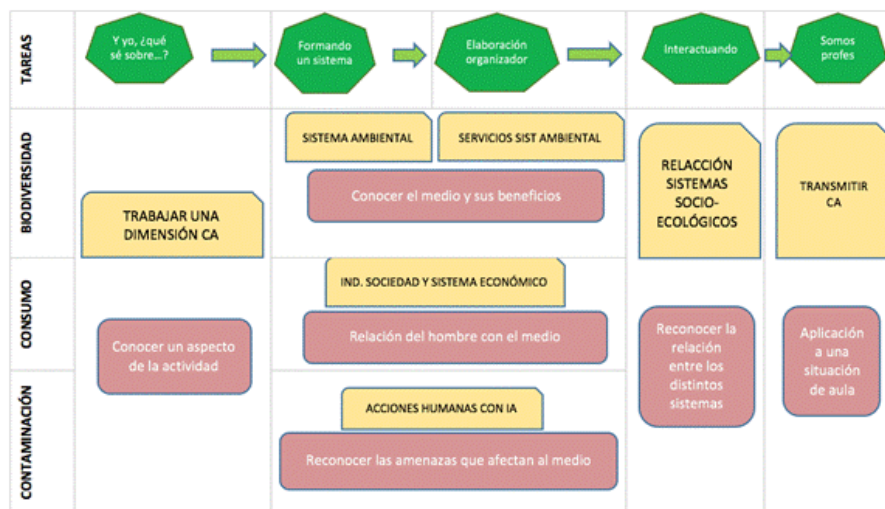 TAREAS
Y yo, ¿qué
sé sobre...?
Formando
un sistema
Elaboración
organizador
Interactuando
Somos
profes
BIODIVERSIDAD
TRABAJAR UNA
DIMENSIÓN CA
SISTEMA AMBIENTAL
SERVICIOS SIST AMBIENTAL
Conocer el medio y sus beneficios
RELACCIÓN
SISTEMAS
SOCIO-
ECOLÓGICOS
TRANSMITIR
CA
CONSUMO
Conocer un aspecto
de la actividad
IND. SOCIEDAD Y SISTEMA ECONÓMICO
Relación del hombre con el medio
Reconocer la
relación
entre los
distintos
sistemas
Aplicación
a una
situación
de aula
CONTAMINACIÓN
ACCIONES HUMANAS CON IA
Reconocer las amenazas que afectan al medio